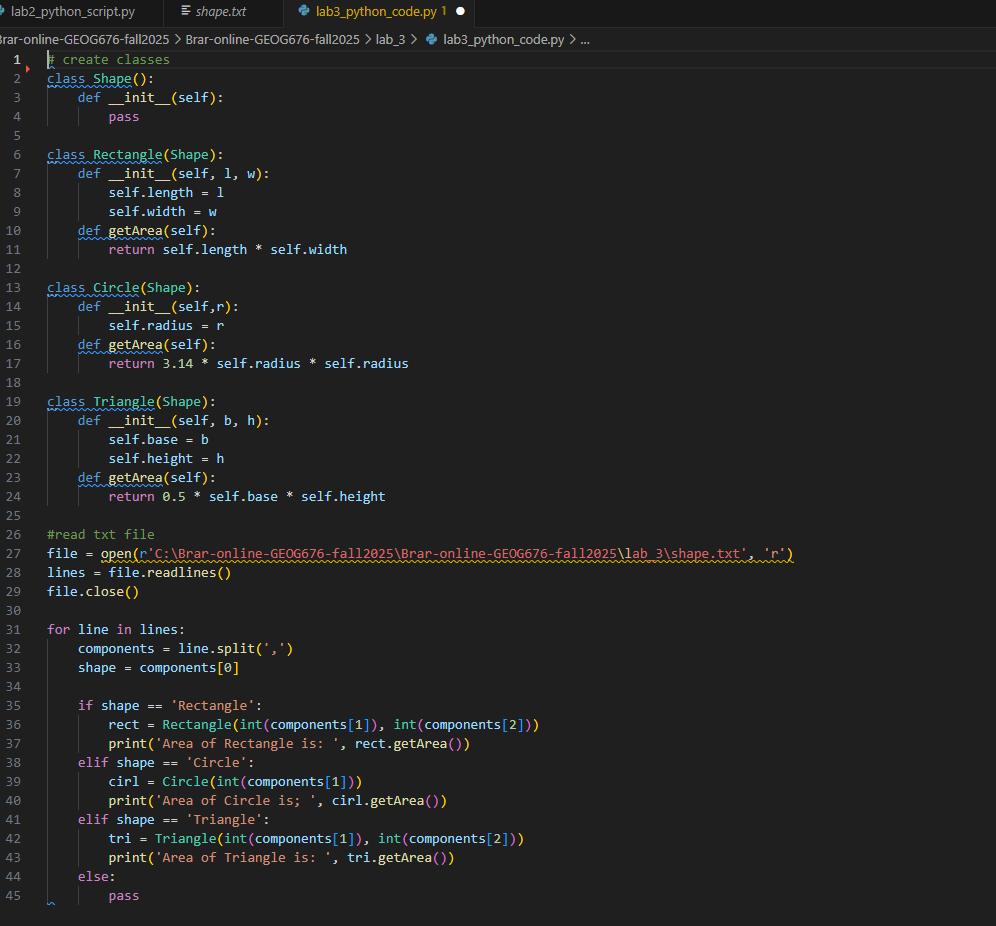 lab2_python_script.py shape.txt lab3_python_code.py 1
Brar-online-GEOG676-fall2025 > Brar-online-GEOG676-fall2025 > lab_3 > lab3_python_code.py > ...
1 # create classes
2 class Shape():
3     def __init__(self):
4         pass
5
6 class Rectangle(Shape):
7     def __init__(self, l, w):
8         self.length = l
9         self.width = w
10     def getArea(self):
11         return self.length * self.width
12
13 class Circle(Shape):
14     def __init__(self,r):
15         self.radius = r
16     def getArea(self):
17         return 3.14 * self.radius * self.radius
18
19 class Triangle(Shape):
20     def __init__(self, b, h):
21         self.base = b
22         self.height = h
23     def getArea(self):
24         return 0.5 * self.base * self.height
25
26 #read txt file
27 file = open(r'C:\Brar-online-GEOG676-fall2025\Brar-online-GEOG676-fall2025\lab_3\shape.txt', 'r')
28 lines = file.readlines()
29 file.close()
30
31 for line in lines:
32     components = line.split(',')
33     shape = components[0]
34
35     if shape == 'Rectangle':
36         rect = Rectangle(int(components[1]), int(components[2]))
37         print('Area of Rectangle is: ', rect.getArea())
38     elif shape == 'Circle':
39         cirl = Circle(int(components[1]))
40         print('Area of Circle is; ', cirl.getArea())
41     elif shape == 'Triangle':
42         tri = Triangle(int(components[1]), int(components[2]))
43         print('Area of Triangle is: ', tri.getArea())
44     else:
45         pass